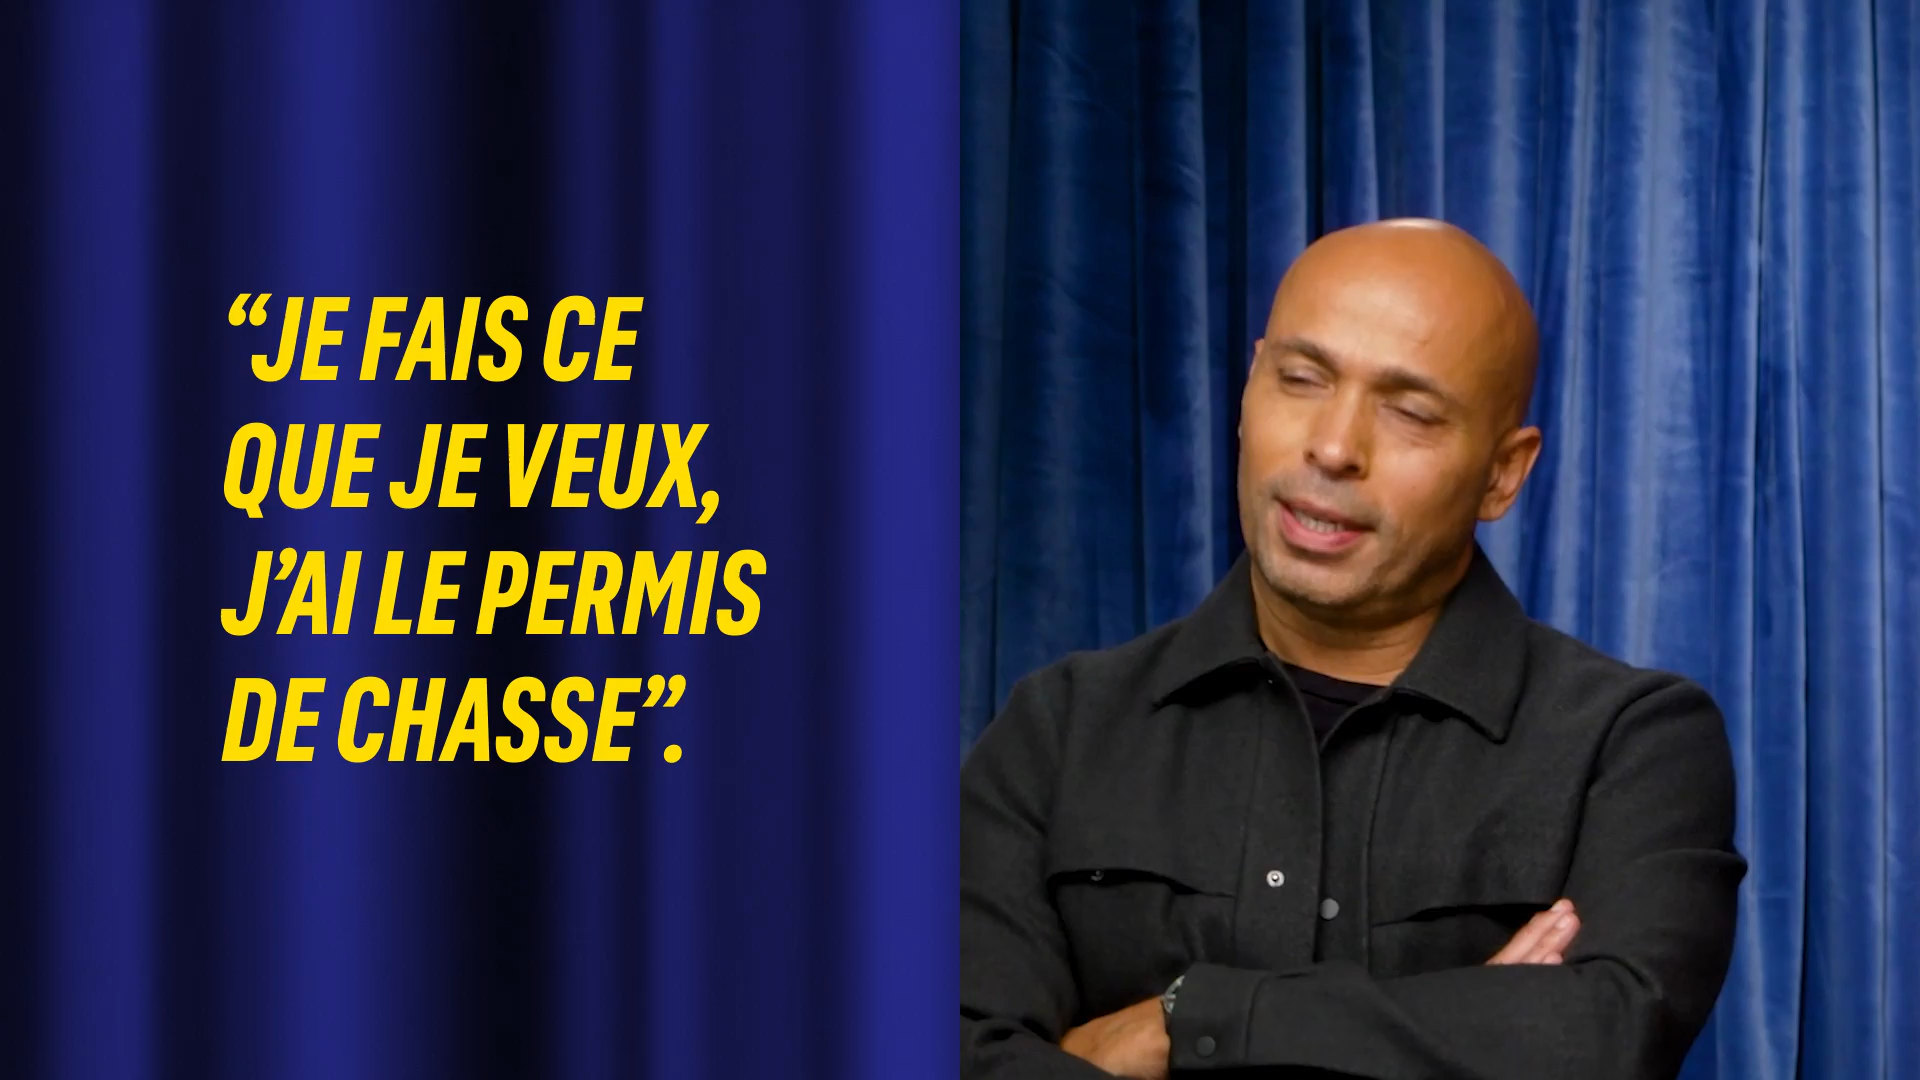 “JE FAIS CE
QUE JE VEUX,
J’AI LE PERMIS
DE CHASSE”.